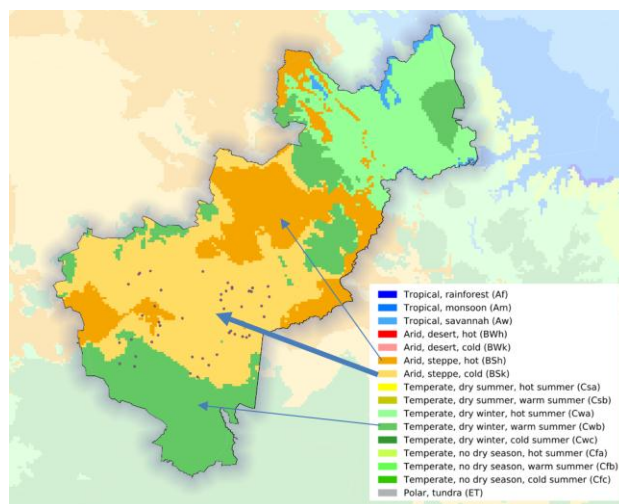 Tropical, rainforest (Af)
Tropical, monsoon (Am)
Tropical, savannah (Aw)
Arid, desert, hot (BWh)
Arid, desert, cold (BWk)
Arid, steppe, hot (BSh)
Arid, steppe, cold (BSk)
Temperate, dry summer, hot summer (Csa)
Temperate, dry summer, warm summer (Csb)
Temperate, dry winter, hot summer (Cwa)
Temperate, dry winter, warm summer (Cwb)
Temperate, dry winter, cold summer (Cwc)
Temperate, no dry season, hot summer (Cfa)
Temperate, no dry season, warm summer (Cfb)
Temperate, no dry season, cold summer (Cfc)
Polar, tundra (ET)